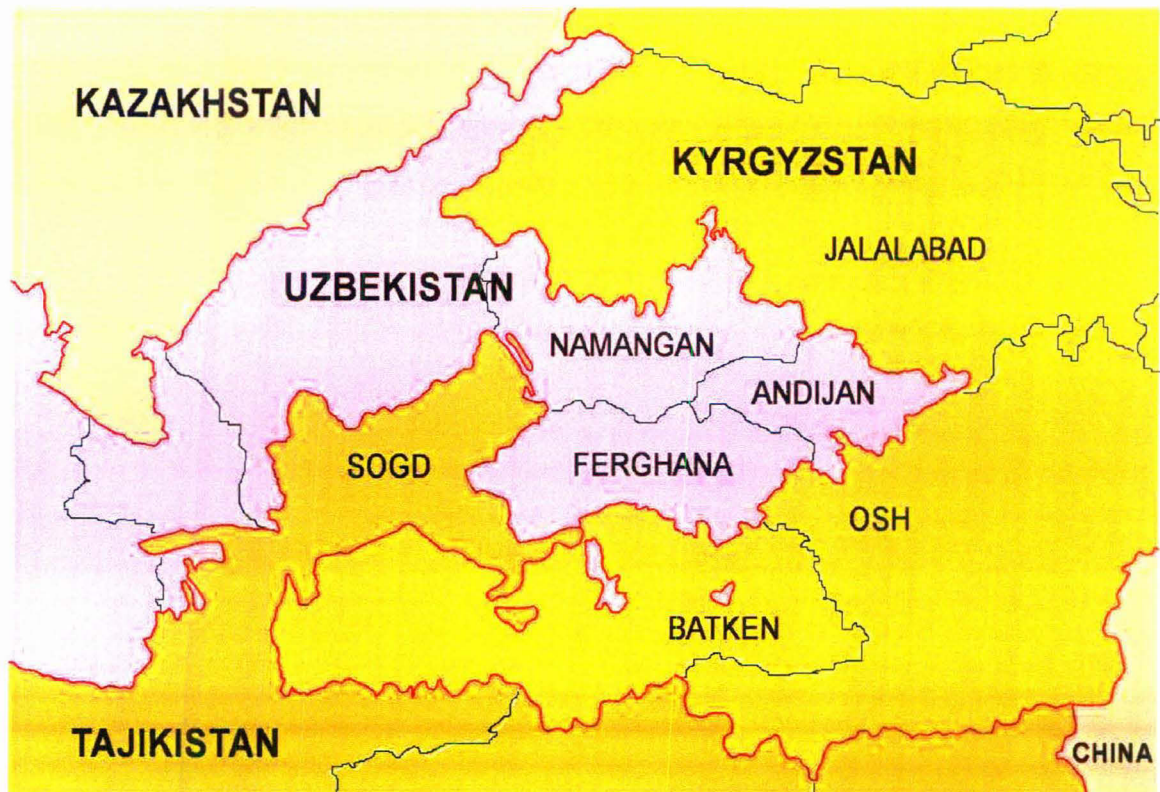 KAZAKHSTAN
KYRGYZSTAN
JALALABAD
UZBEKISTAN
NAMANGAN
ANDIJAN
SOGD
FERGHANA
OSH
BATKEN
TAJIKISTAN
CHINA